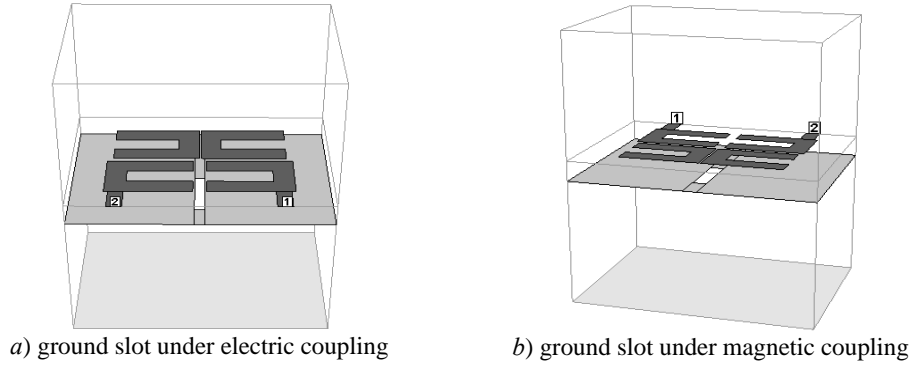 1
2
2
1
a) ground slot under electric coupling
b) ground slot under magnetic coupling